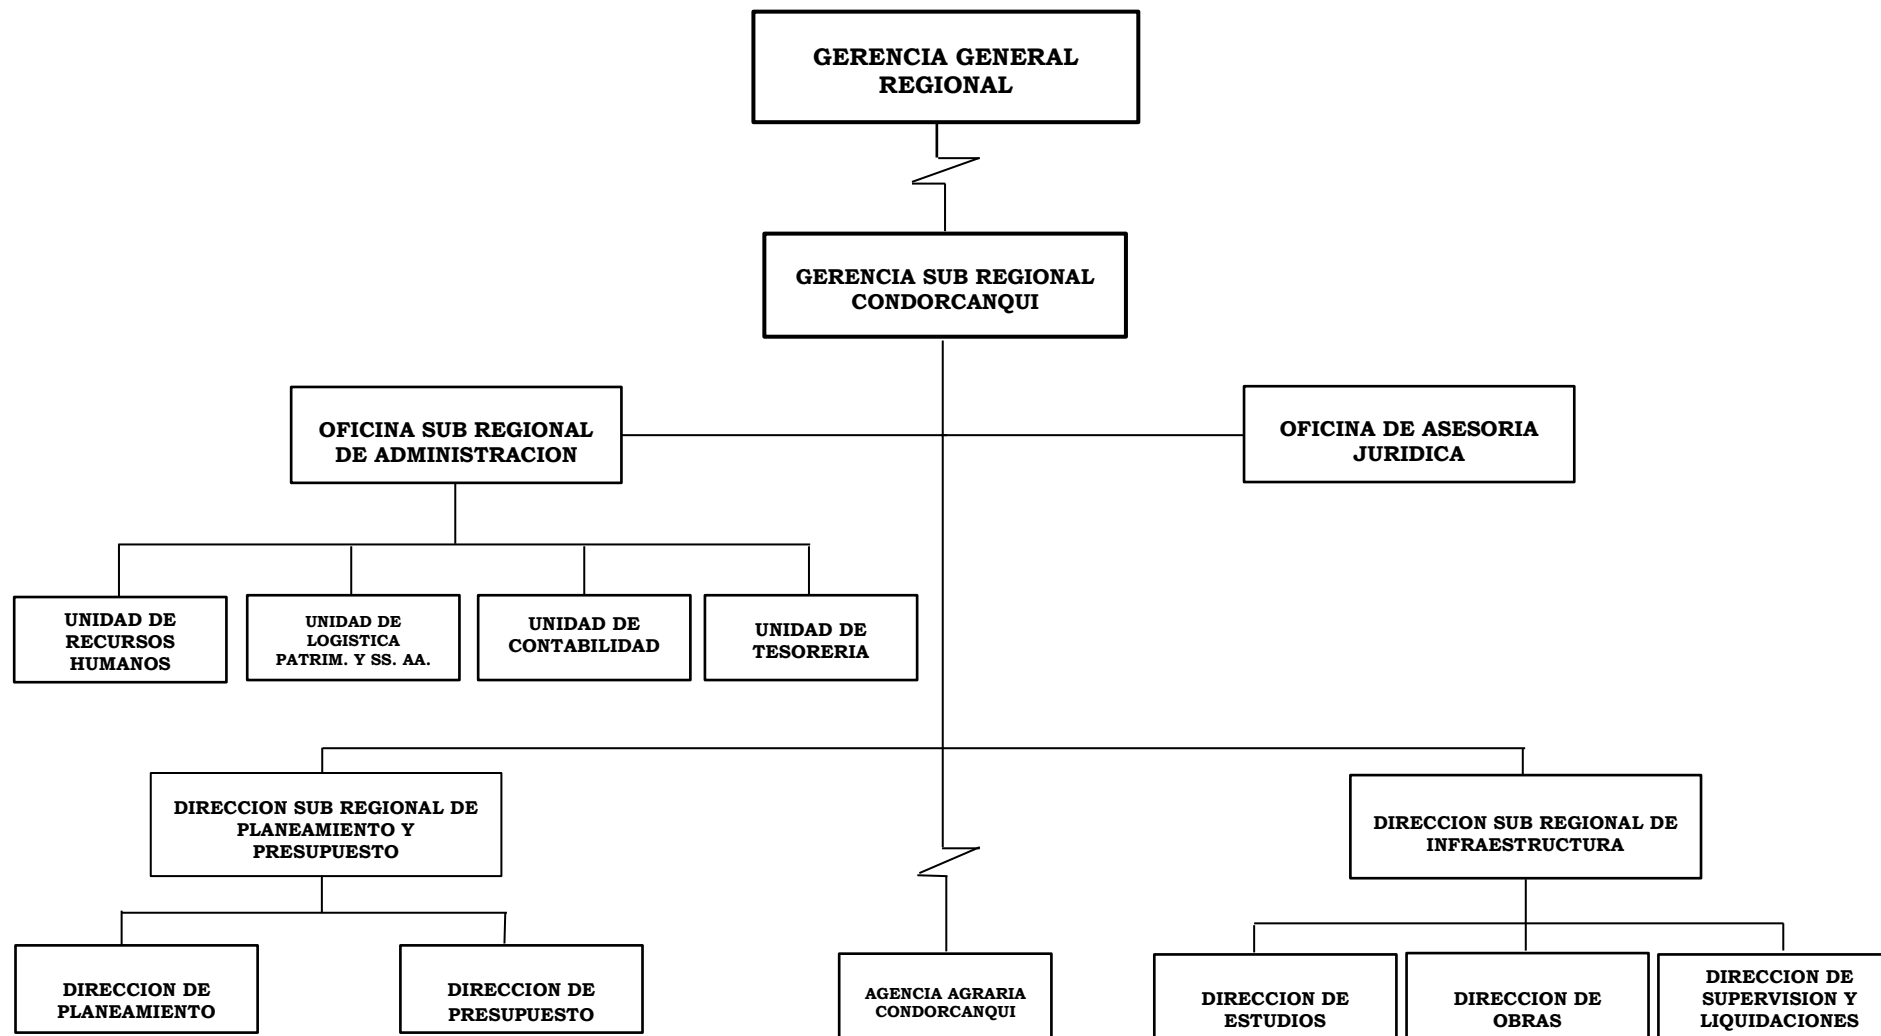 GERENCIA GENERAL
REGIONAL
GERENCIA SUB REGIONAL
CONDORCANQUI
OFICINA SUB REGIONAL
DE ADMINISTRACION
OFICINA DE ASESORIA
JURIDICA
UNIDAD DE
RECURSOS
HUMANOS
UNIDAD DE
LOGISTICA
PATRIM. Y SS. AA.
UNIDAD DE
CONTABILIDAD
UNIDAD DE
TESORERIA
DIRECCION SUB REGIONAL DE
PLANEAMIENTO Y
PRESUPUESTO
DIRECCION SUB REGIONAL DE
INFRAESTRUCTURA
DIRECCION DE
PLANEAMIENTO
DIRECCION DE
PRESUPUESTO
AGENCIA AGRARIA
CONDORCANQUI
DIRECCION DE
ESTUDIOS
DIRECCION DE
OBRAS
DIRECCION DE
SUPERVISION Y
LIQUIDACIONES